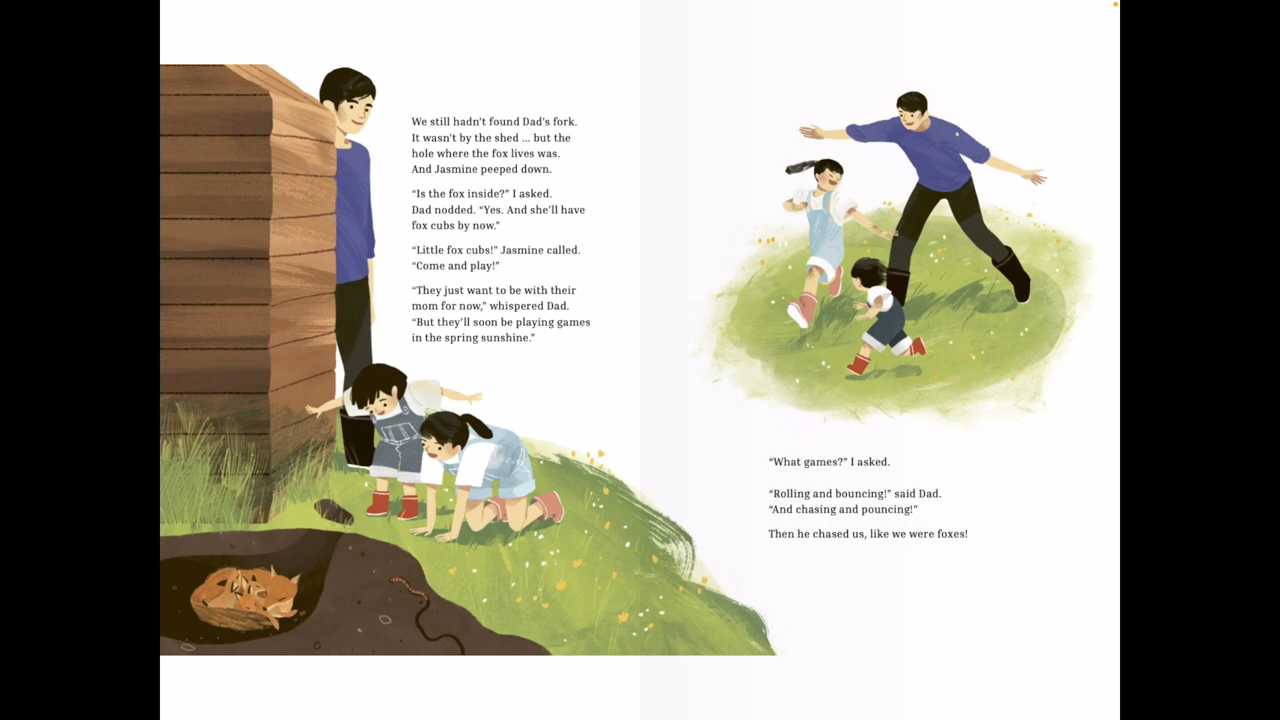 We still hadn't found Dad's fork.
It wasn't by the shed ... but the
hole where the fox lives was.
And Jasmine peeped down.
“Is the fox inside?” I asked.
Dad nodded. “Yes. And she'll have
fox cubs by now.”
“Little fox cubs!” Jasmine called.
“Come and play!”
“They just want to be with their
mom for now,” whispered Dad.
“But they'll soon be playing games
in the spring sunshine.”
“What games?” I asked.
“Rolling and bouncing!” said Dad.
“And chasing and pouncing!”
Then he chased us, like we were foxes!